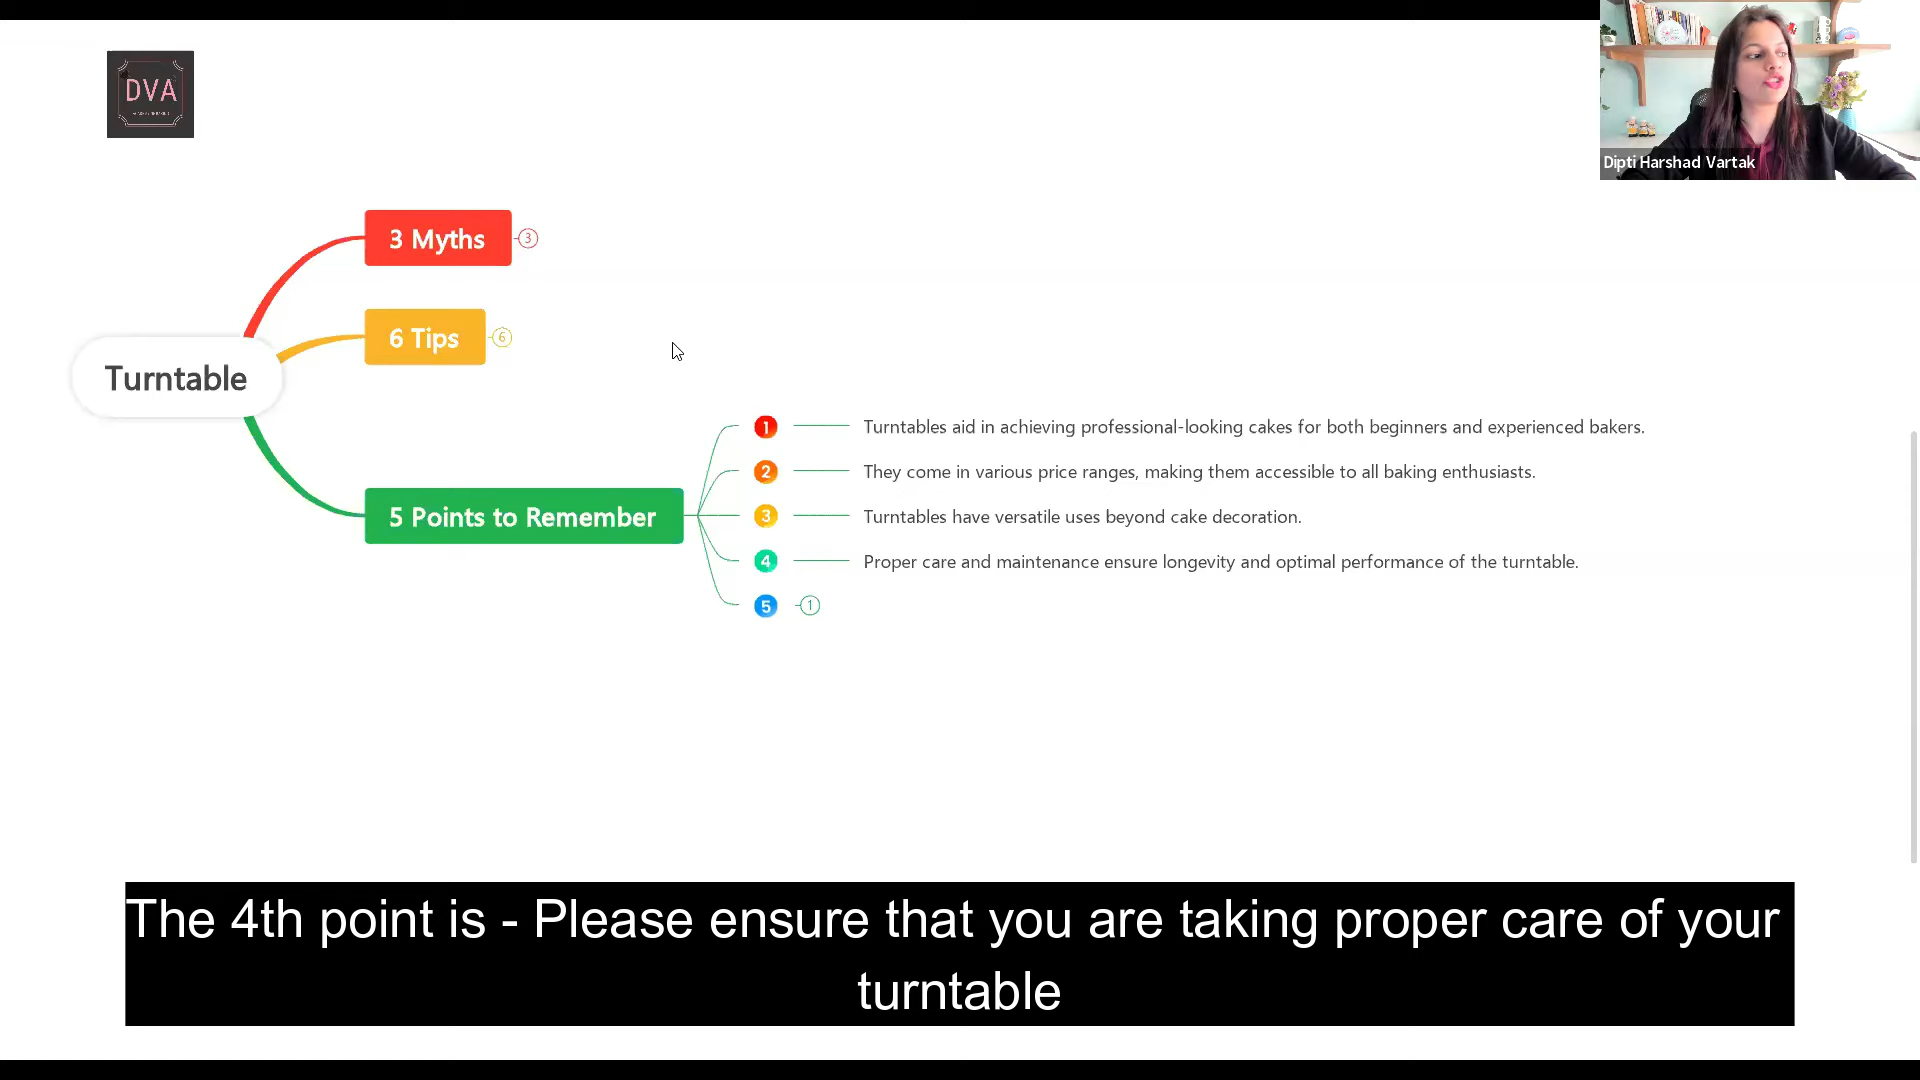 DVA
Dipti Harshad Vartak
3 Myths
3
6 Tips
6
Turntable
5 Points to Remember
1 Turntables aid in achieving professional-looking cakes for both beginners and experienced bakers.
2 They come in various price ranges, making them accessible to all baking enthusiasts.
3 Turntables have versatile uses beyond cake decoration.
4 Proper care and maintenance ensure longevity and optimal performance of the turntable.
5 1
The 4th point is - Please ensure that you are taking proper care of your
turntable